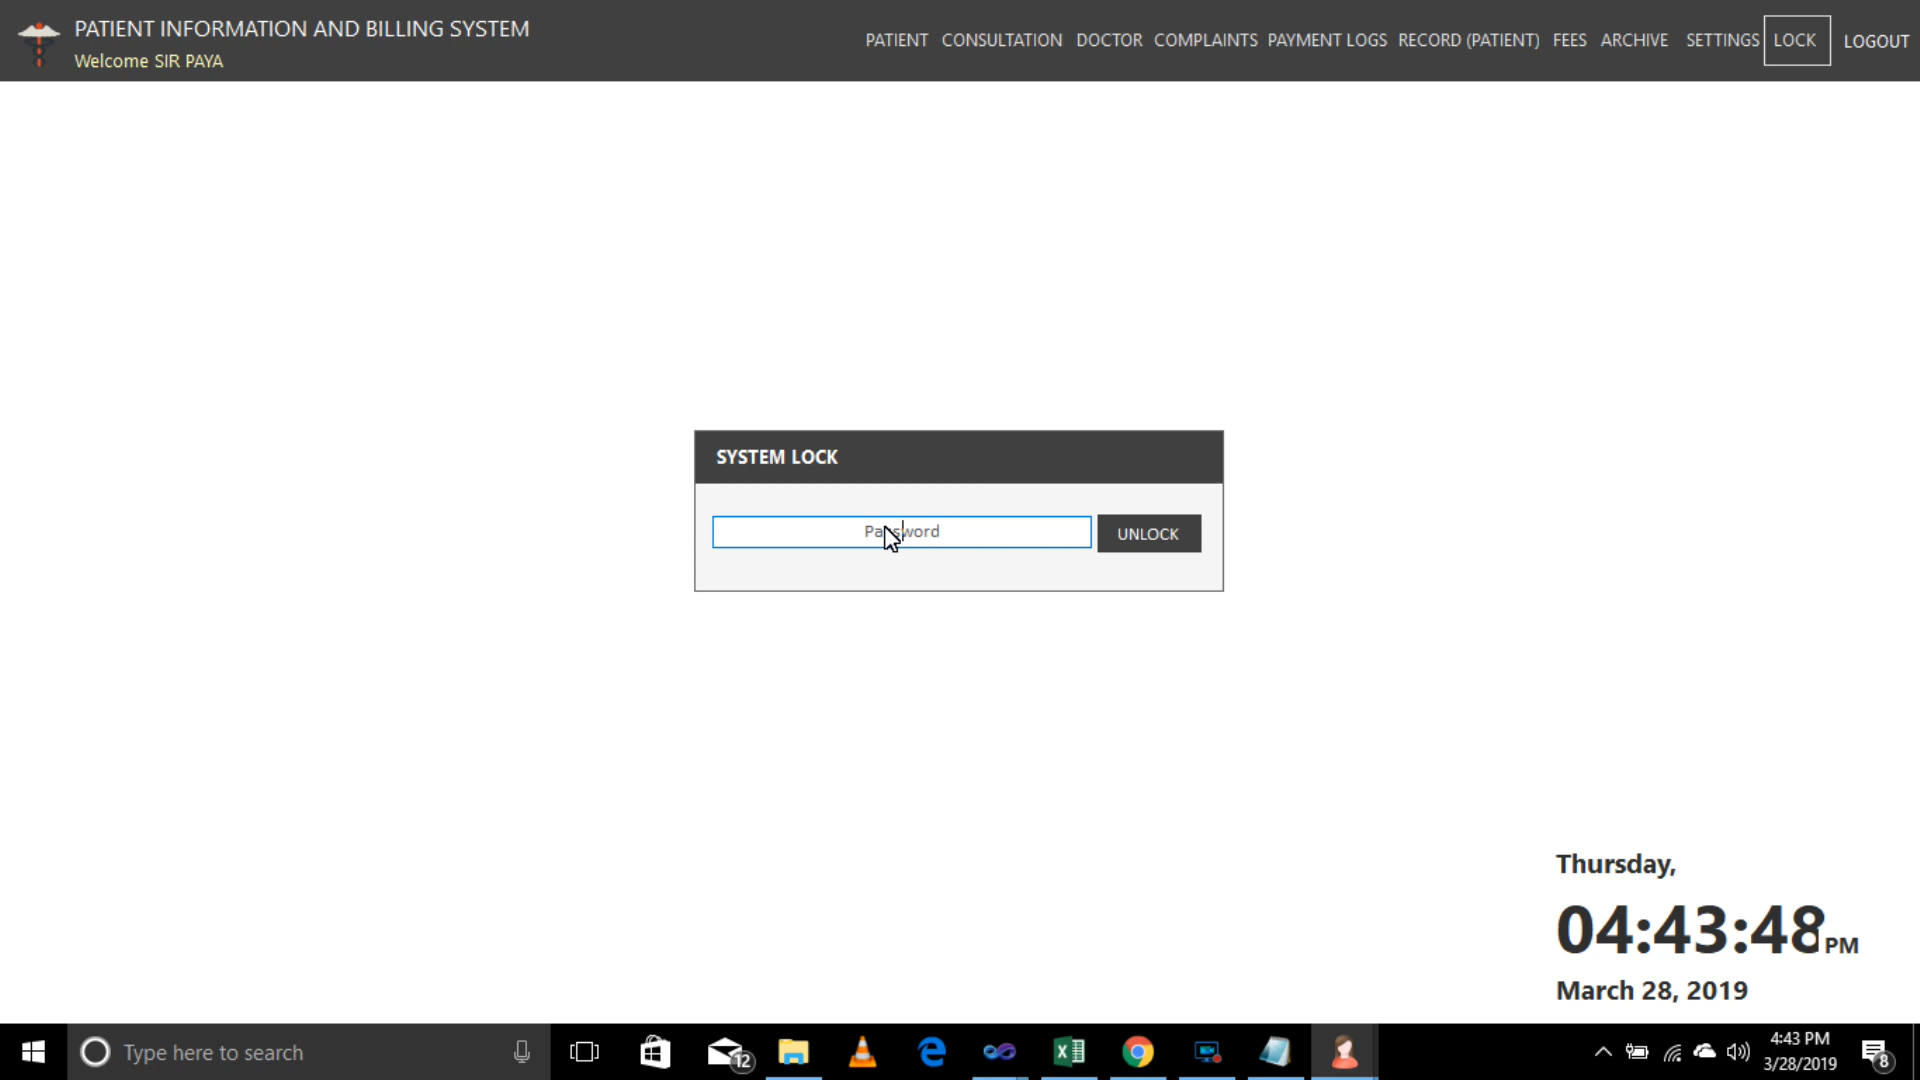 PATIENT INFORMATION AND BILLING SYSTEM
Welcome SIR PAYA
PATIENT CONSULTATION DOCTOR COMPLAINTS PAYMENT LOGS RECORD (PATIENT) FEES ARCHIVE SETTINGS LOCK LOGOUT
SYSTEM LOCK
Password
UNLOCK
Thursday,
04:43:48 PM
March 28, 2019
Type here to search
12
4:43 PM
3/28/2019
8